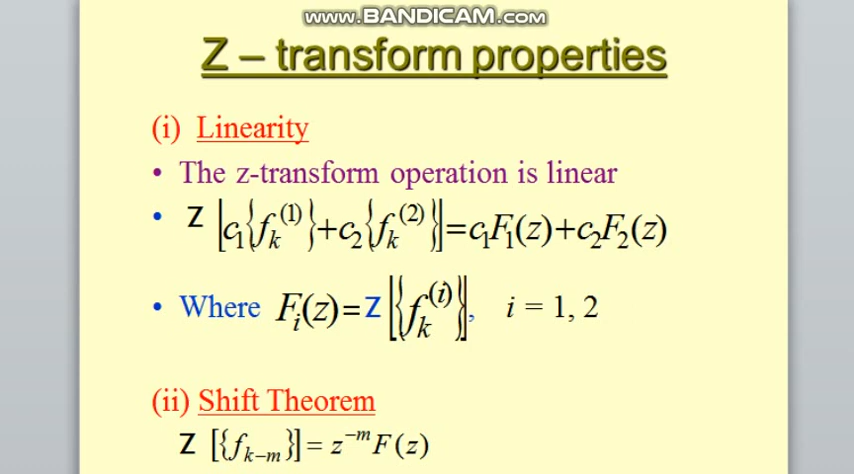 www.BANDICAM.com
Z – transform properties
(i) Linearity
• The z-transform operation is linear
• Z [c₁{fₖ⁽¹⁾}+c₂{fₖ⁽²⁾}]=c₁F₁(z)+c₂F₂(z)
• Where Fᵢ(z)=Z [{fₖ⁽ⁱ⁾}], i = 1, 2
(ii) Shift Theorem
Z [{fₖ₋ₘ}]= z⁻ᵐF(z)